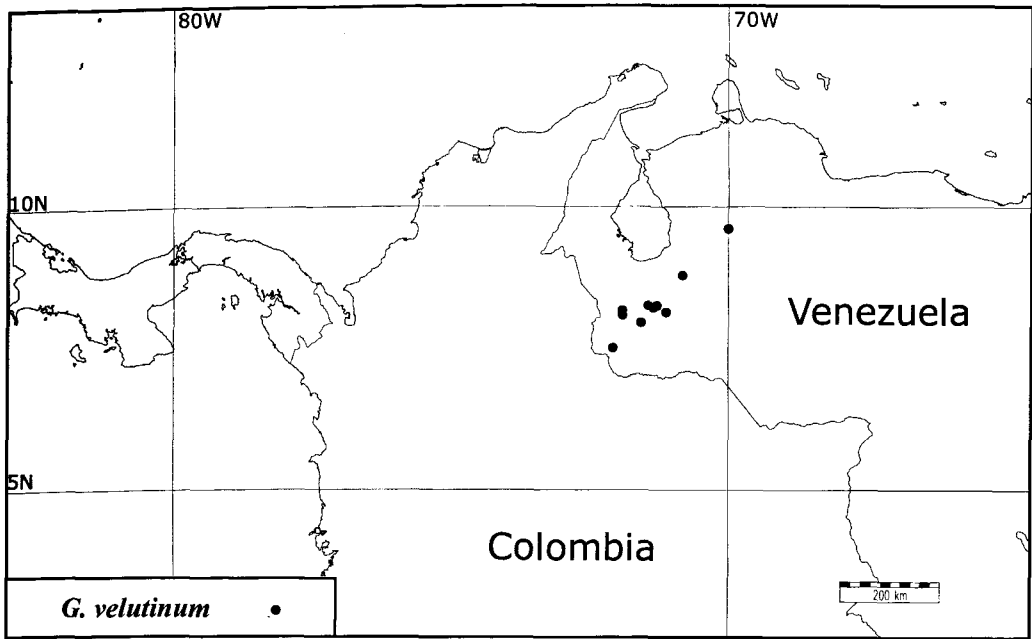 80W
70W
10N
Venezuela
5N
Colombia
G. velutinum
200 km